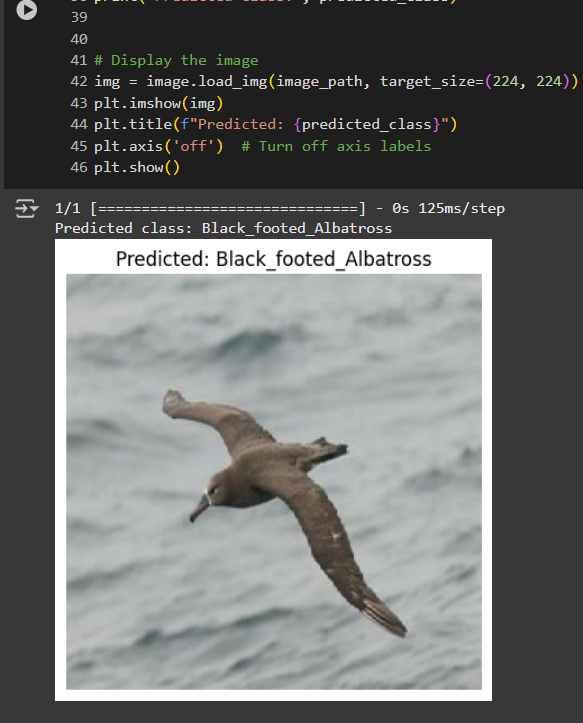 39
40
41 # Display the image
42 img = image.load_img(image_path, target_size=(224, 224))
43 plt.imshow(img)
44 plt.title(f"Predicted: {predicted_class}")
45 plt.axis('off')  # Turn off axis labels
46 plt.show()
1/1 [==============================] - 0s 125ms/step
Predicted class: Black_footed_Albatross
Predicted: Black_footed_Albatross